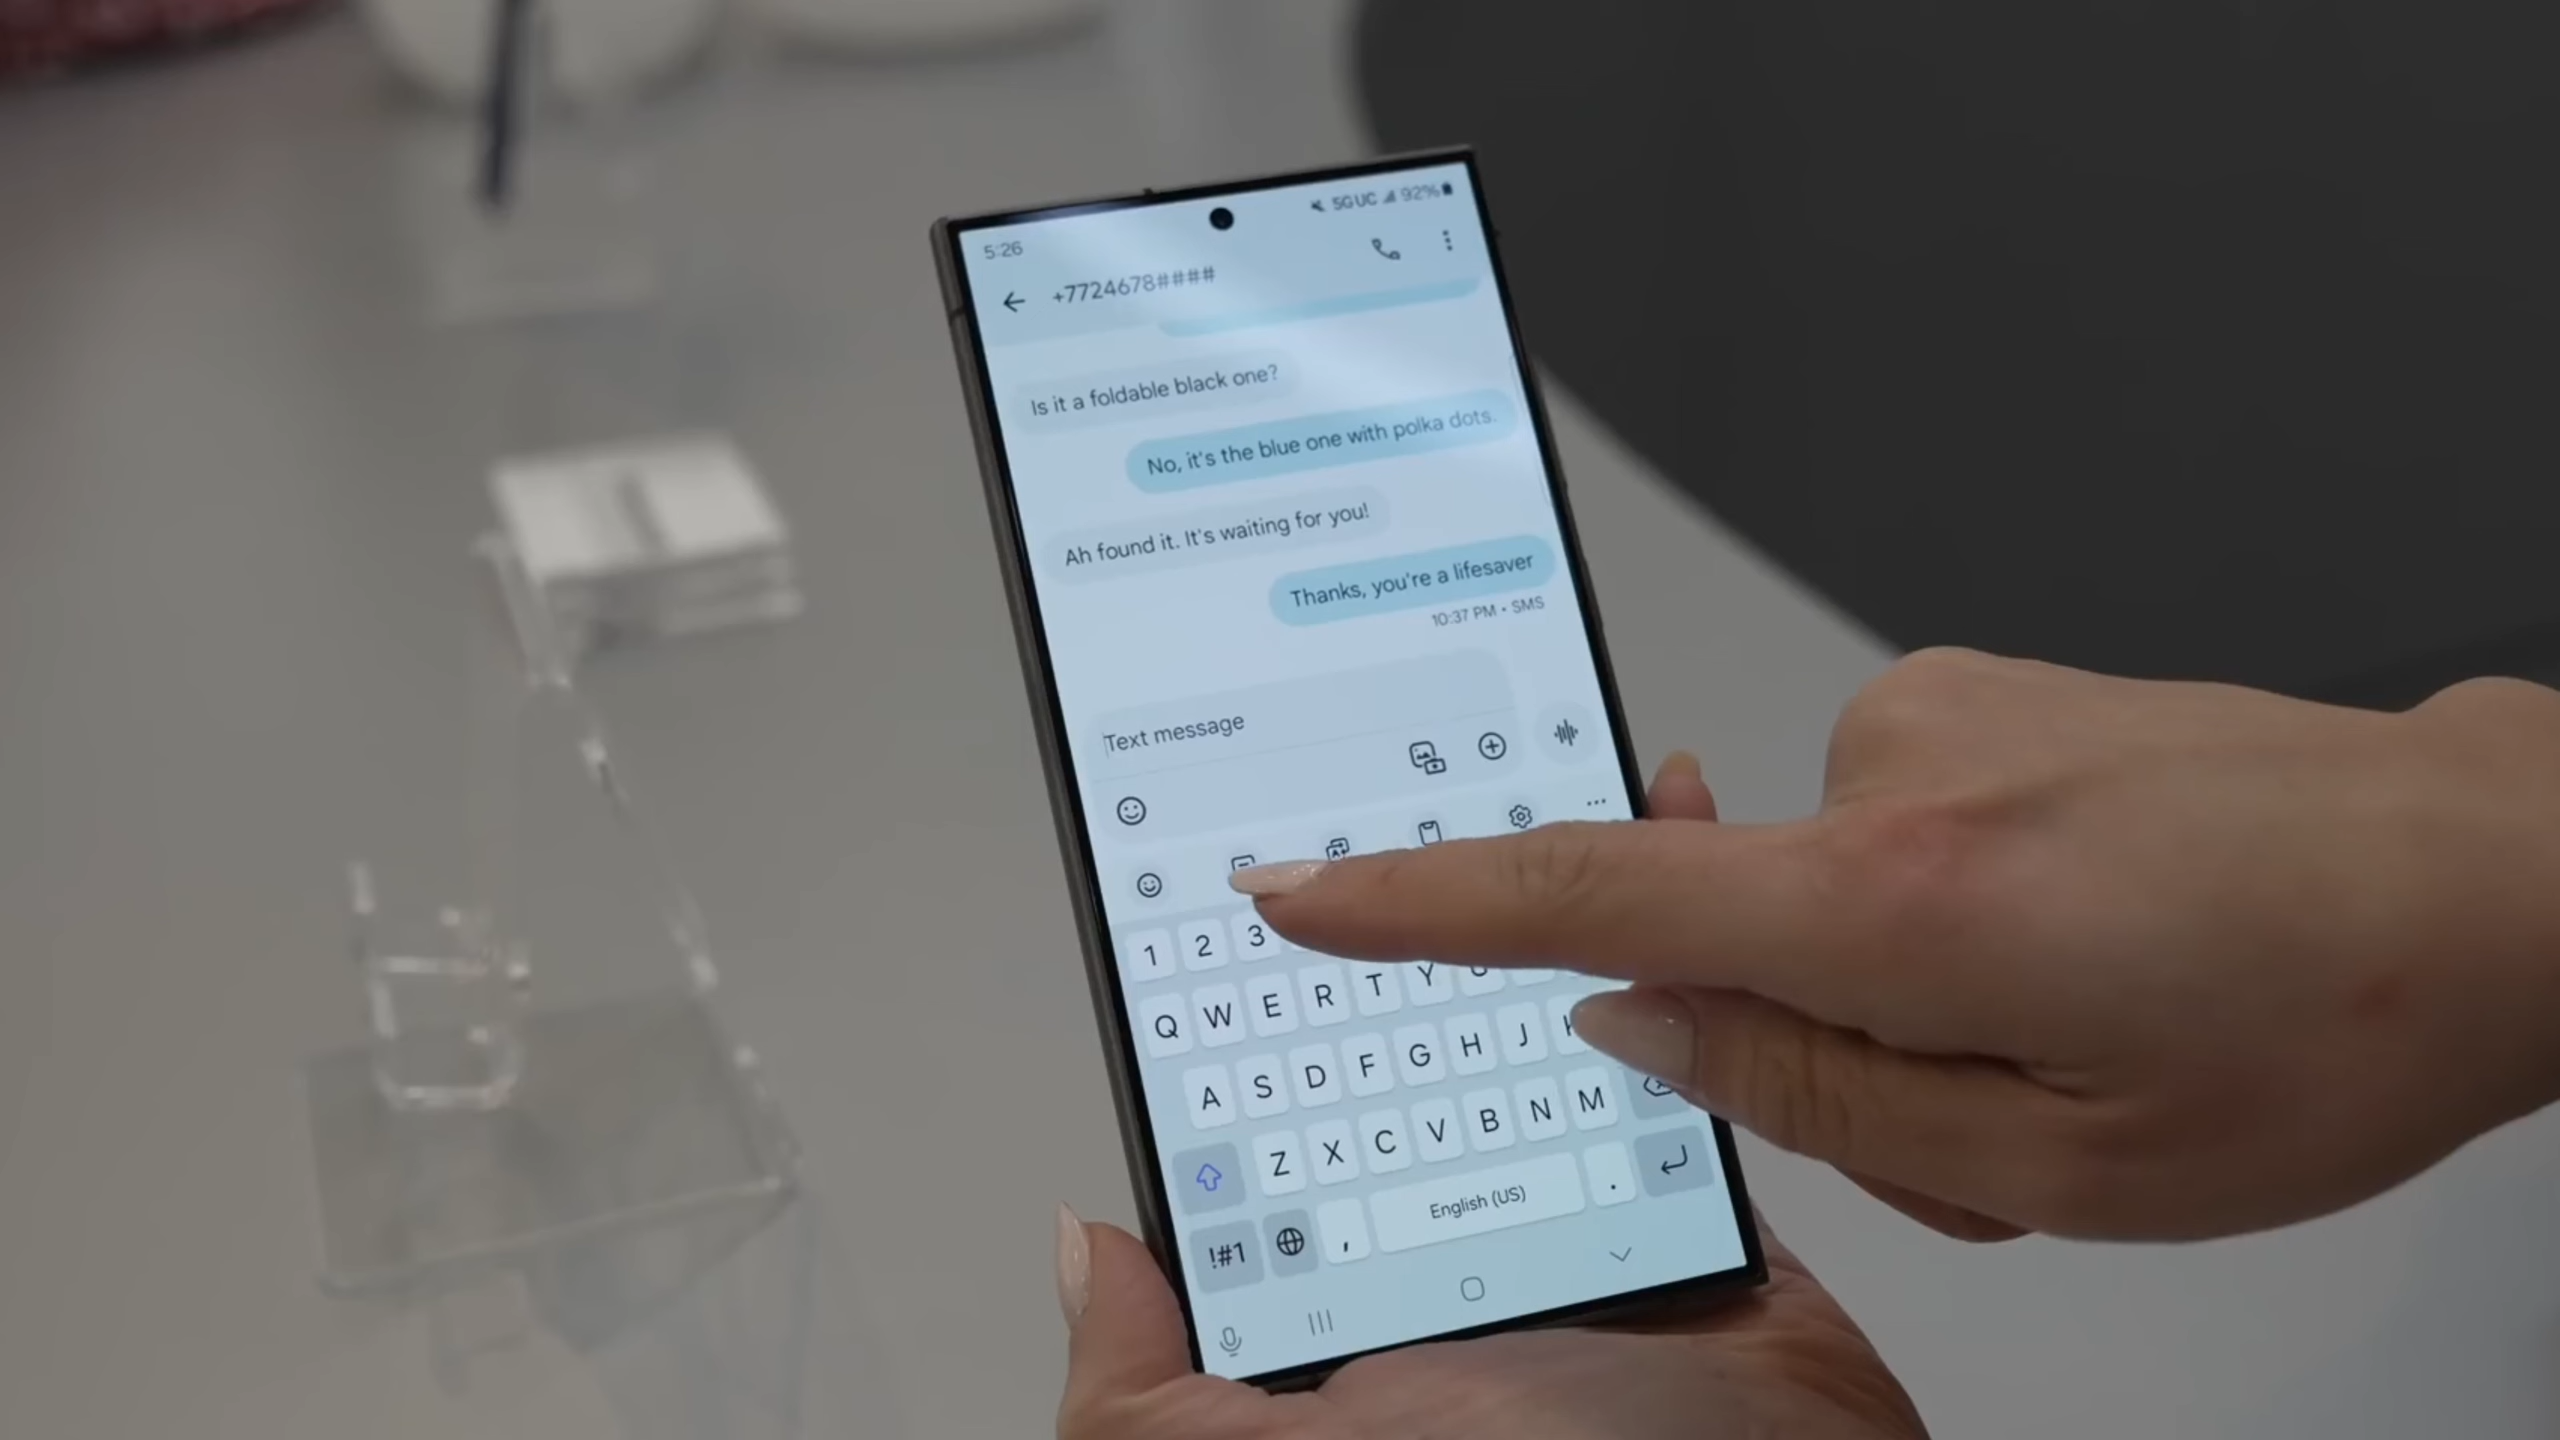 5:26
5G UC 92%
+7724678####
Is it a foldable black one?
No, it's the blue one with polka dots.
Ah found it. It's waiting for you!
Thanks, you're a lifesaver
10:37 PM • SMS
Text message
1 2 3
Q W E R T Y
A S D F G H J
Z X C V B N M
!#1 , English (US) .